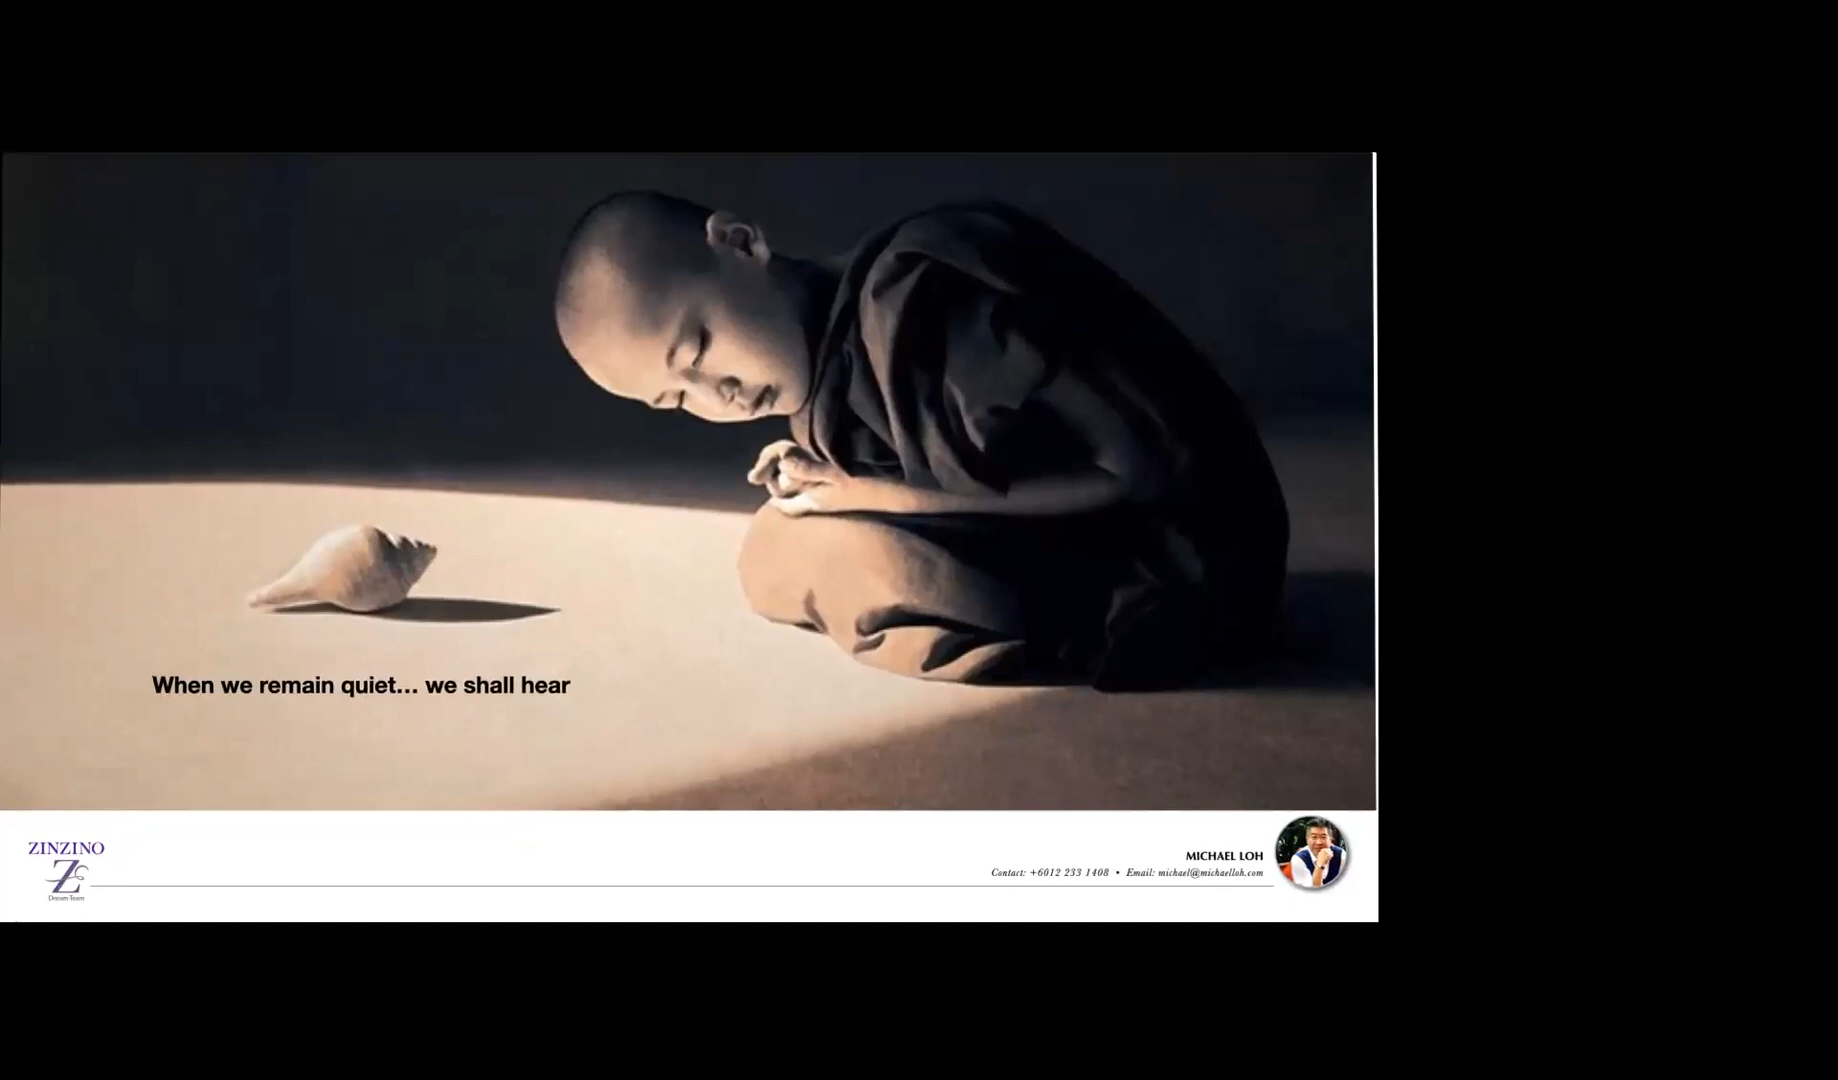 When we remain quiet... we shall hear
ZINZINO
Dream Team
MICHAEL LOH
Contact: +6012 233 1408 • Email: michael@michaelloh.com